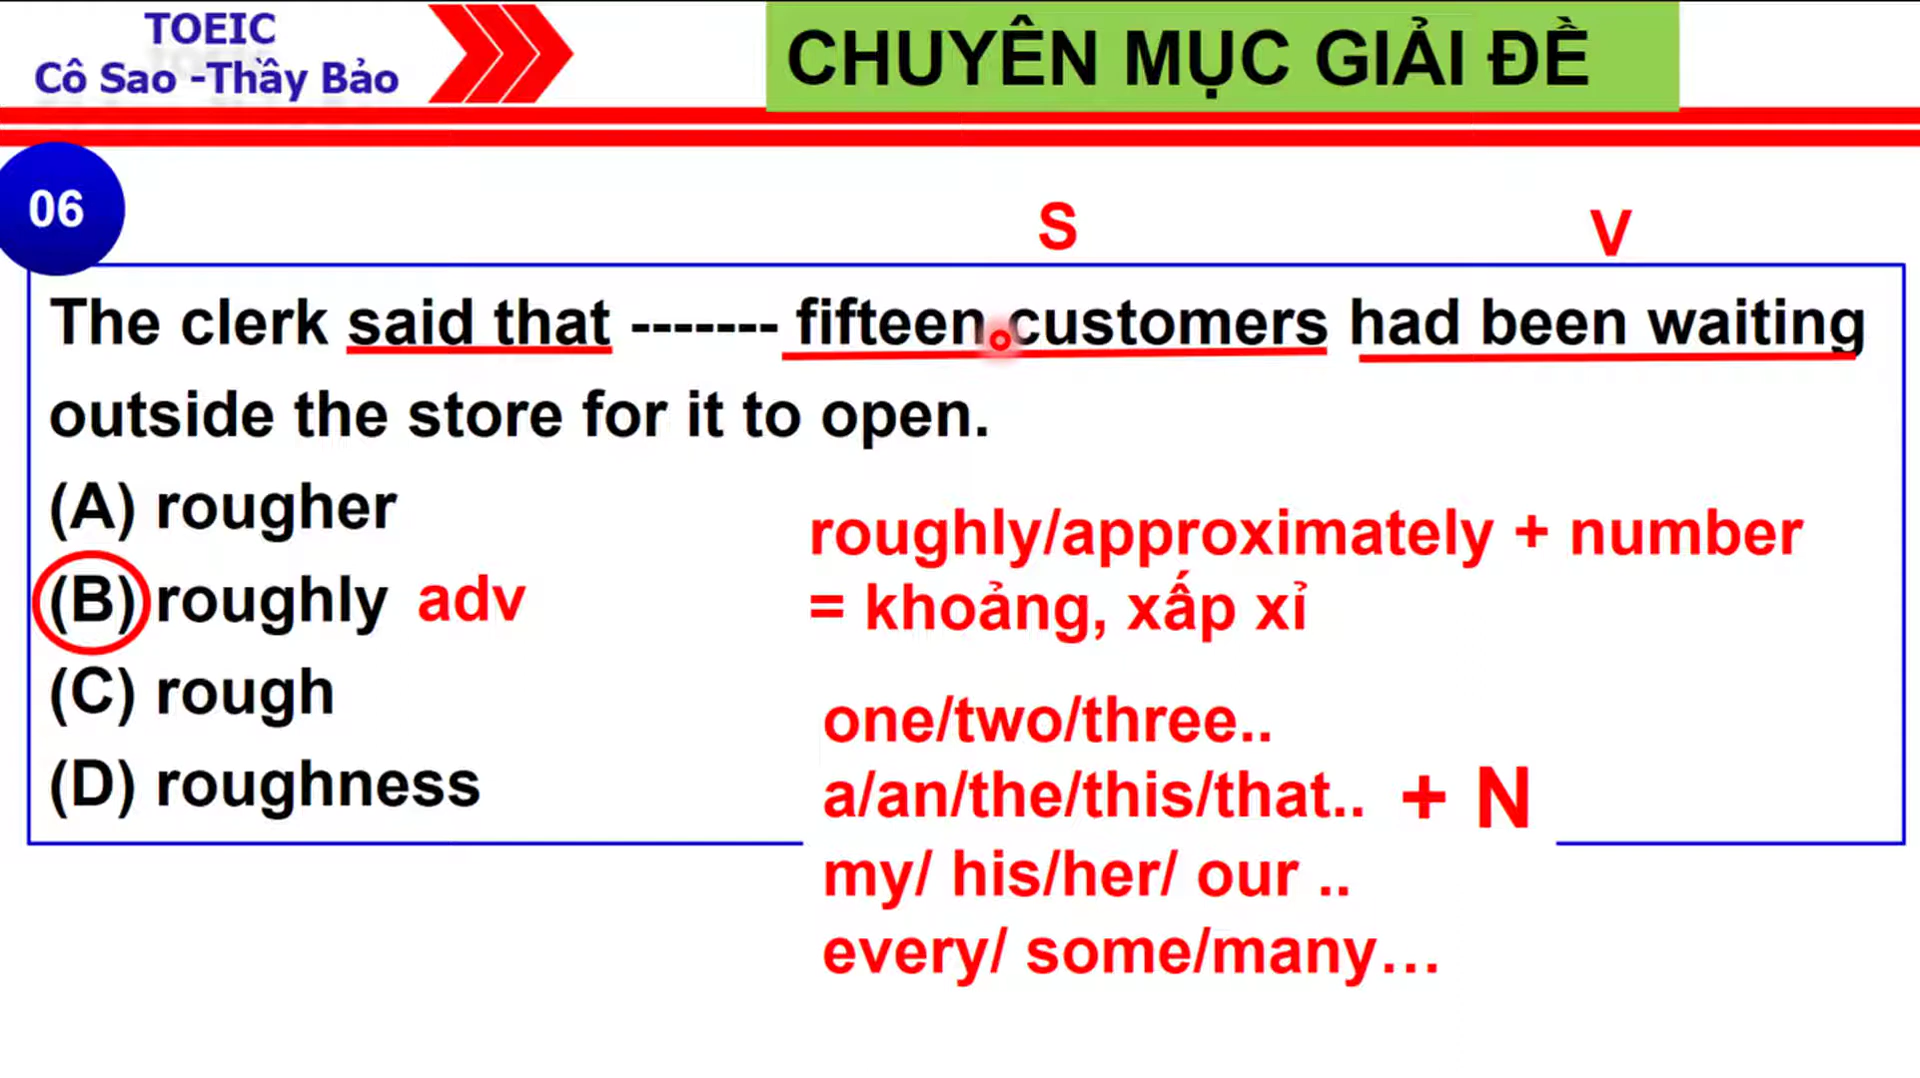 TOEIC
Cô Sao -Thầy Bảo
CHUYÊN MỤC GIẢI ĐỀ
06
S
V
The clerk said that ------- fifteen customers had been waiting
outside the store for it to open.
(A) rougher
(B) roughly adv
(C) rough
(D) roughness
roughly/approximately + number
= khoảng, xấp xỉ
one/two/three..
a/an/the/this/that.. + N
my/ his/her/ our ..
every/ some/many…